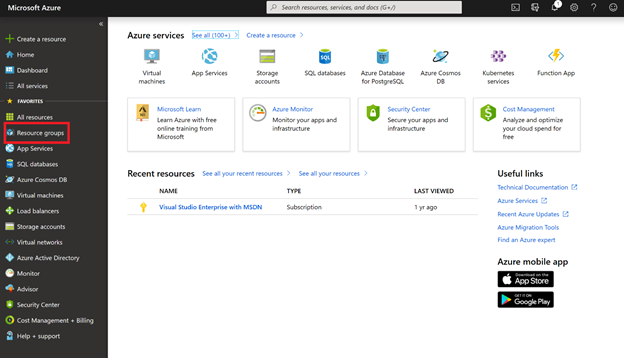 Microsoft Azure
Search resources, services, and docs (G+/)
1
Create a resource
Home
Dashboard
All services
FAVORITES
All resources
Resource groups
App Services
SQL databases
Azure Cosmos DB
Virtual machines
Load balancers
Storage accounts
Virtual networks
Azure Active Directory
Monitor
Advisor
Security Center
Cost Management + Billing
Help + support
Azure services
See all (100+)
Create a resource
Virtual
machines
App Services
Storage
accounts
SQL databases
Azure Database
for PostgreSQL
Azure Cosmos
DB
Kubernetes
services
Function App
Microsoft Learn
Learn Azure with free
online training from
Microsoft
Azure Monitor
Monitor your apps and
infrastructure
Security Center
Secure your apps and
infrastructure
Cost Management
Analyze and optimize
your cloud spend for
free
Recent resources
See all your recent resources
See all your resources
NAME TYPE LAST VIEWED
Visual Studio Enterprise with MSDN Subscription 1 yr ago
Useful links
Technical Documentation
Azure Services
Recent Azure Updates
Azure Migration Tools
Find an Azure expert
Azure mobile app
Download on the
App Store
GET IT ON
Google Play